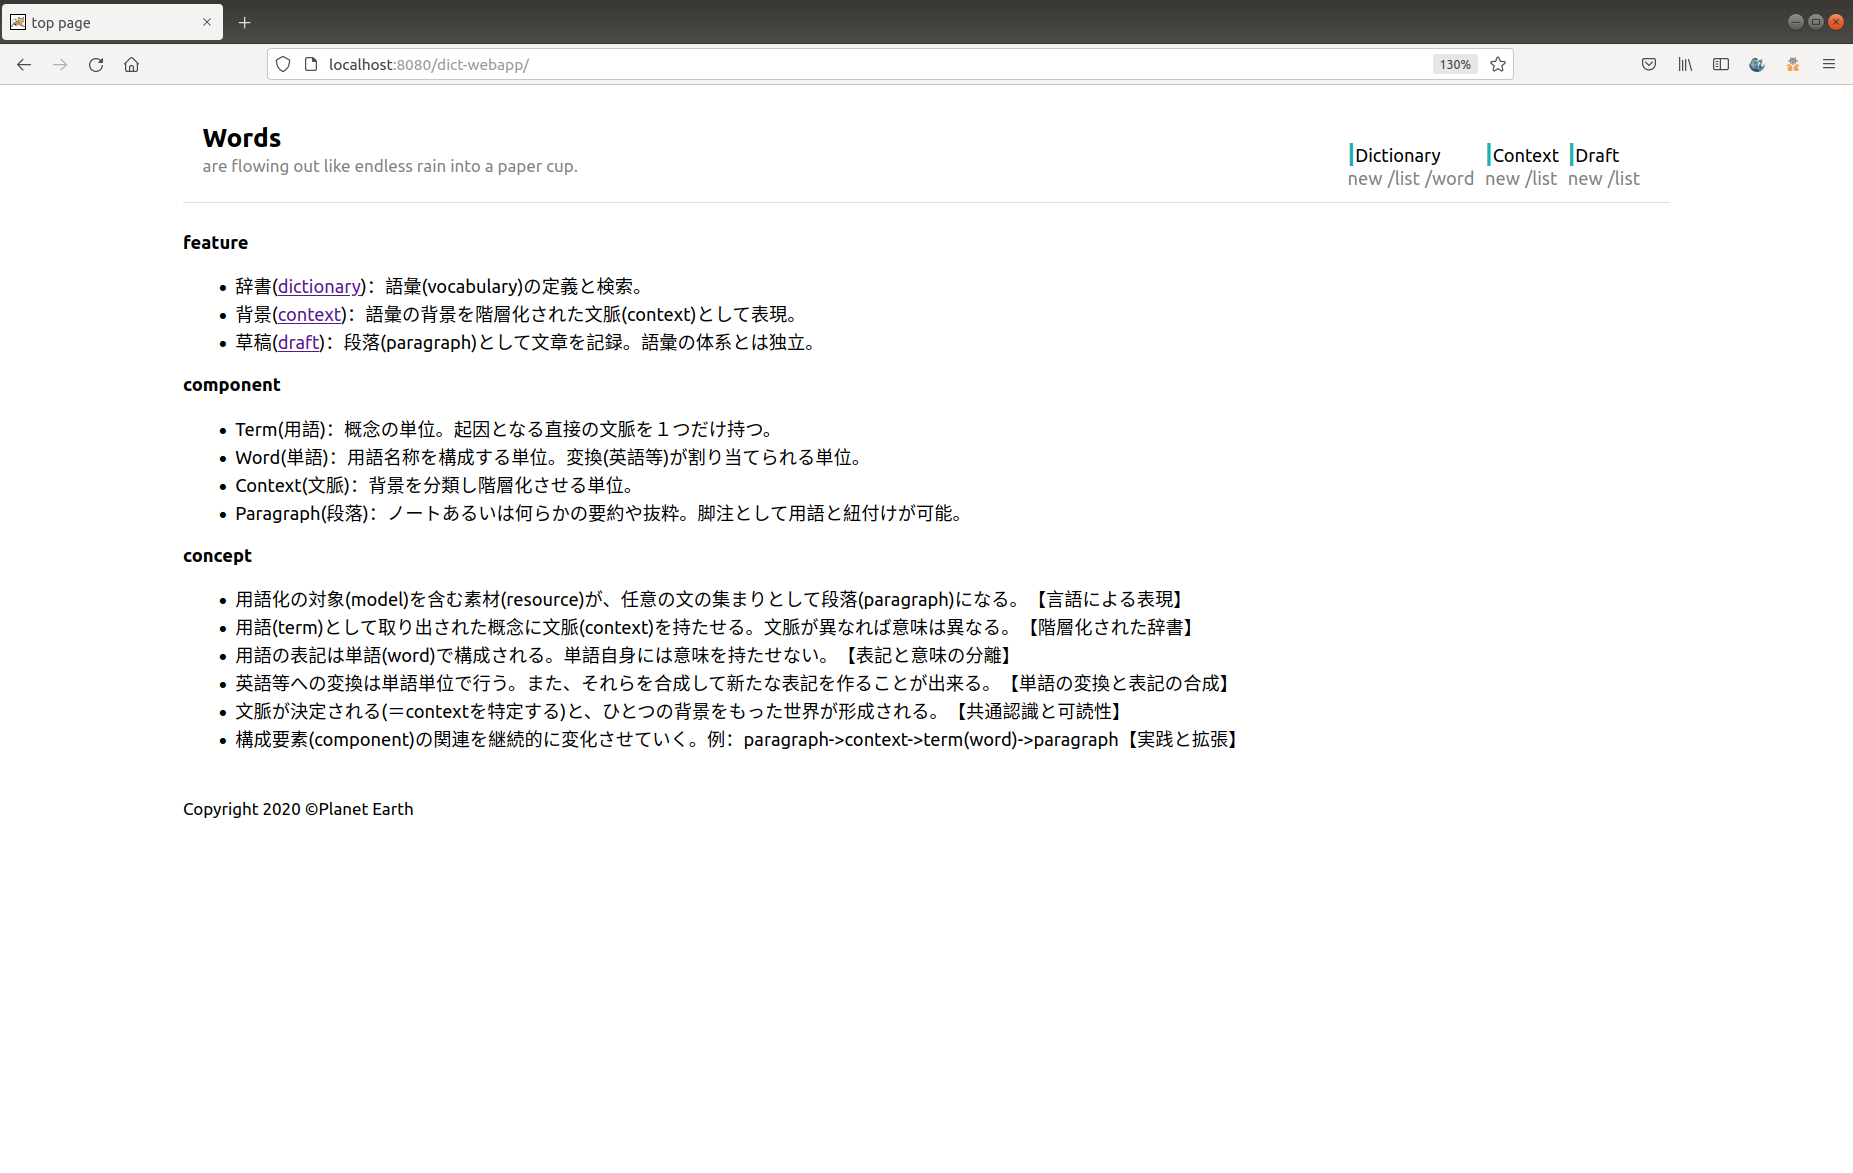 top page
localhost:8080/dict-webapp/
130%
Words
are flowing out like endless rain into a paper cup.
Dictionary Context Draft
new /list /word new /list new /list
feature
• 辞書(dictionary)：語彙(vocabulary)の定義と検索。
• 背景(context)：語彙の背景を階層化された文脈(context)として表現。
• 草稿(draft)：段落(paragraph)として文章を記録。語彙の体系とは独立。
component
• Term(用語)：概念の単位。起因となる直接の文脈を１つだけ持つ。
• Word(単語)：用語名称を構成する単位。変換(英語等)が割り当てられる単位。
• Context(文脈)：背景を分類し階層化させる単位。
• Paragraph(段落)：ノートあるいは何らかの要約や抜粋。脚注として用語と紐付けが可能。
concept
• 用語化の対象(model)を含む素材(resource)が、任意の文の集まりとして段落(paragraph)になる。【言語による表現】
• 用語(term)として取り出された概念に文脈(context)を持たせる。文脈が異なれば意味は異なる。【階層化された辞書】
• 用語の表記は単語(word)で構成される。単語自身には意味を持たせない。【表記と意味の分離】
• 英語等への変換は単語単位で行う。また、それらを合成して新たな表記を作ることが出来る。【単語の変換と表記の合成】
• 文脈が決定される(＝contextを特定する)と、ひとつの背景をもった世界が形成される。【共通認識と可読性】
• 構成要素(component)の関連を継続的に変化させていく。例：paragraph->context->term(word)->paragraph【実践と拡張】
Copyright 2020 ©Planet Earth